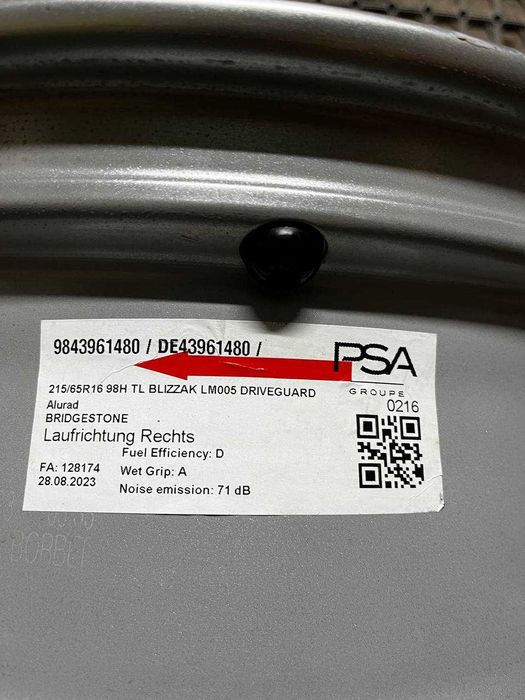 9843961480 / DE43961480 /
PSA
GROUPE
0216
215/65R16 98H TL BLIZZAK LM005 DRIVEGUARD
Alurad
BRIDGESTONE
Laufrichtung Rechts
Fuel Efficiency: D
FA: 128174
Wet Grip: A
28.08.2023
Noise emission: 71 dB
BORBET